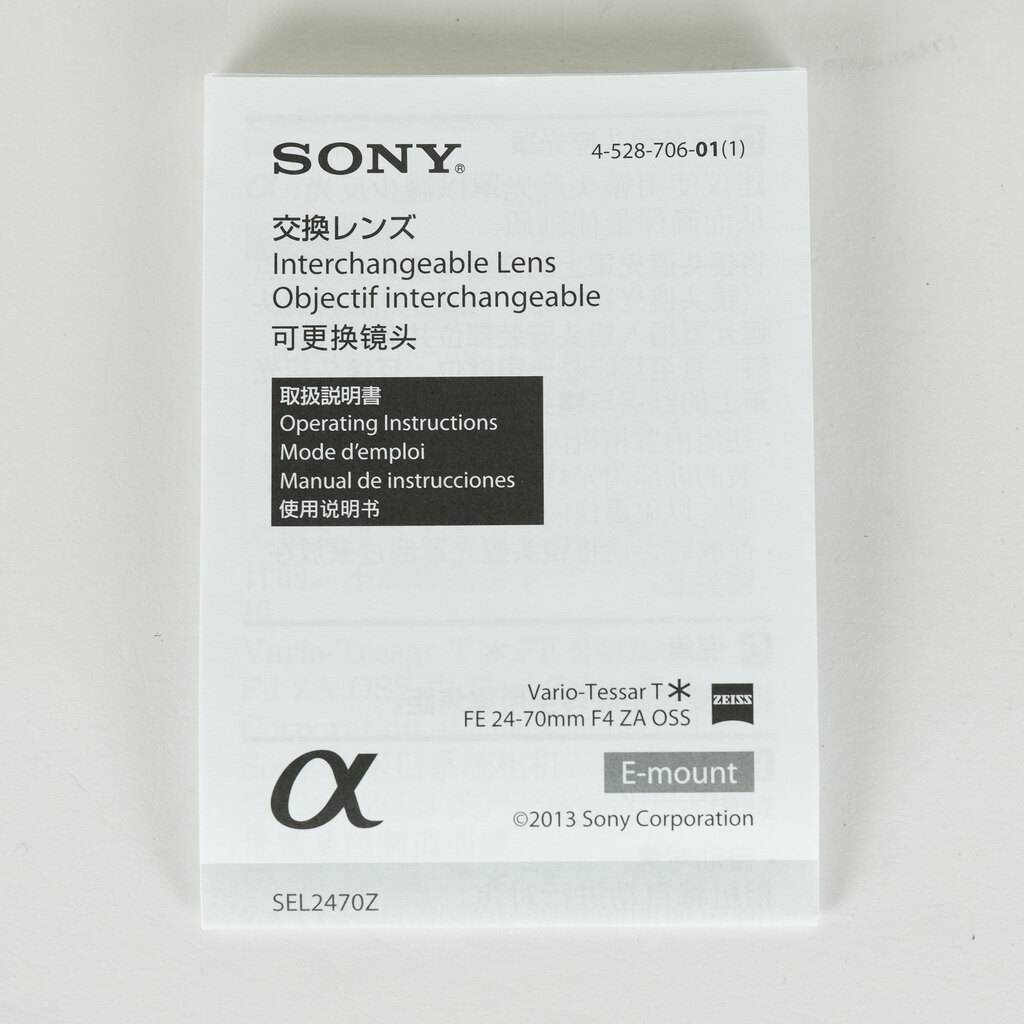 SONY®
4-528-706-01(1)
交換レンズ
Interchangeable Lens
Objectif interchangeable
可更换镜头
取扱説明書
Operating Instructions
Mode d’emploi
Manual de instrucciones
使用说明书
Vario-Tessar T*
ZEISS
FE 24-70mm F4 ZA OSS
α
E-mount
©2013 Sony Corporation
SEL2470Z